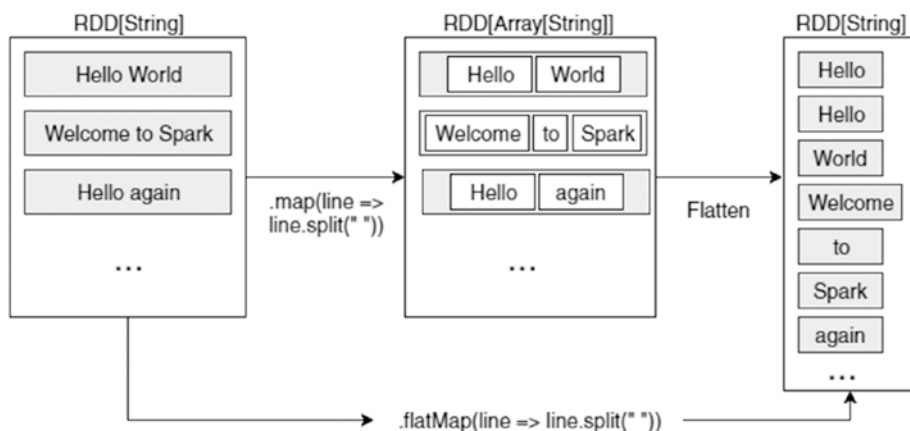 RDD[String]
Hello World
Welcome to Spark
Hello again
...
.map(line =>
line.split(" "))
RDD[Array[String]]
Hello World
Welcome to Spark
Hello again
...
Flatten
RDD[String]
Hello
Hello
World
Welcome
to
Spark
again
...
.flatMap(line => line.split(" "))